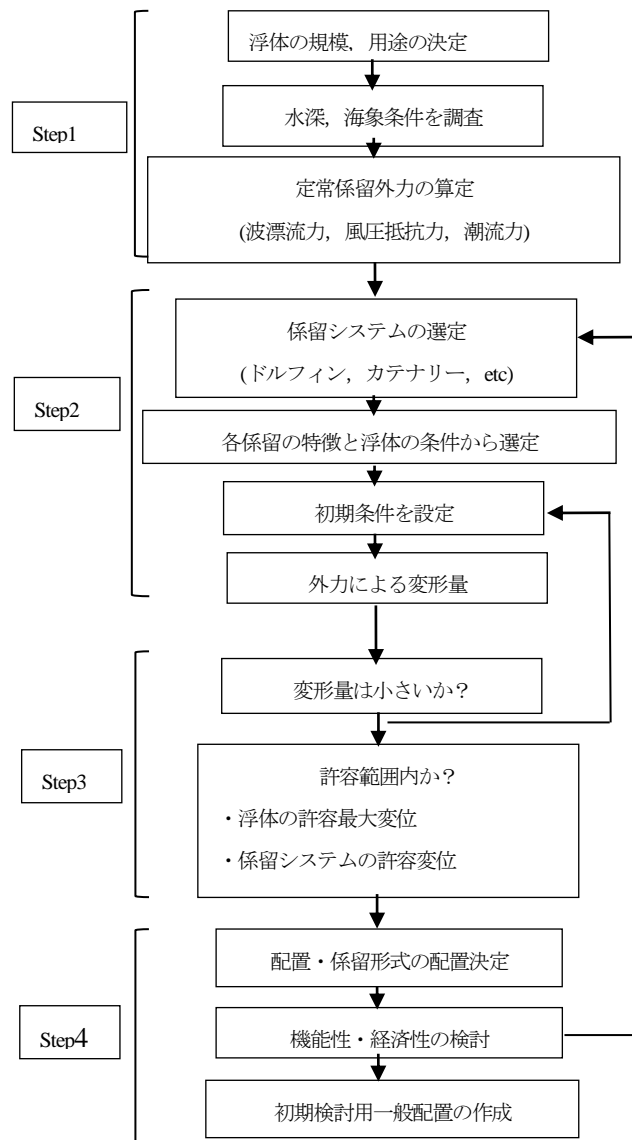 浮体の規模，用途の決定
Step1
水深，海象条件を調査
定常係留外力の算定
(波漂流力，風圧抵抗力，潮流力)
係留システムの選定
(ドルフィン，カテナリー，etc)
Step2
各係留の特徴と浮体の条件から選定
初期条件を設定
外力による変形量
変形量は小さいか？
Step3
許容範囲内か？
・浮体の許容最大変位
・係留システムの許容変位
配置・係留形式の配置決定
Step4
機能性・経済性の検討
初期検討用一般配置の作成